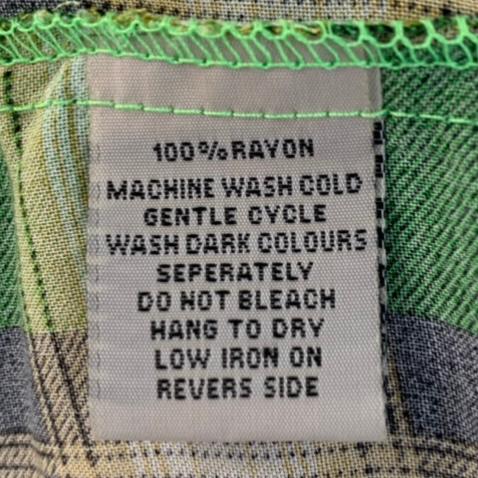 100% RAYON
MACHINE WASH COLD
GENTLE CYCLE
WASH DARK COLOURS
SEPERATELY
DO NOT BLEACH
HANG TO DRY
LOW IRON ON
REVERS SIDE